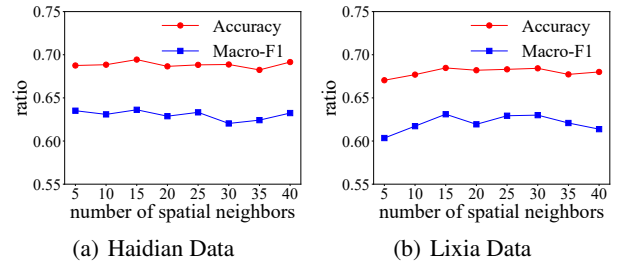 0.75
0.70
0.65
0.60
0.55
ratio
Accuracy
Macro-F1
5 10 15 20 25 30 35 40
number of spatial neighbors
(a) Haidian Data
0.75
0.70
0.65
0.60
0.55
ratio
Accuracy
Macro-F1
5 10 15 20 25 30 35 40
number of spatial neighbors
(b) Lixia Data